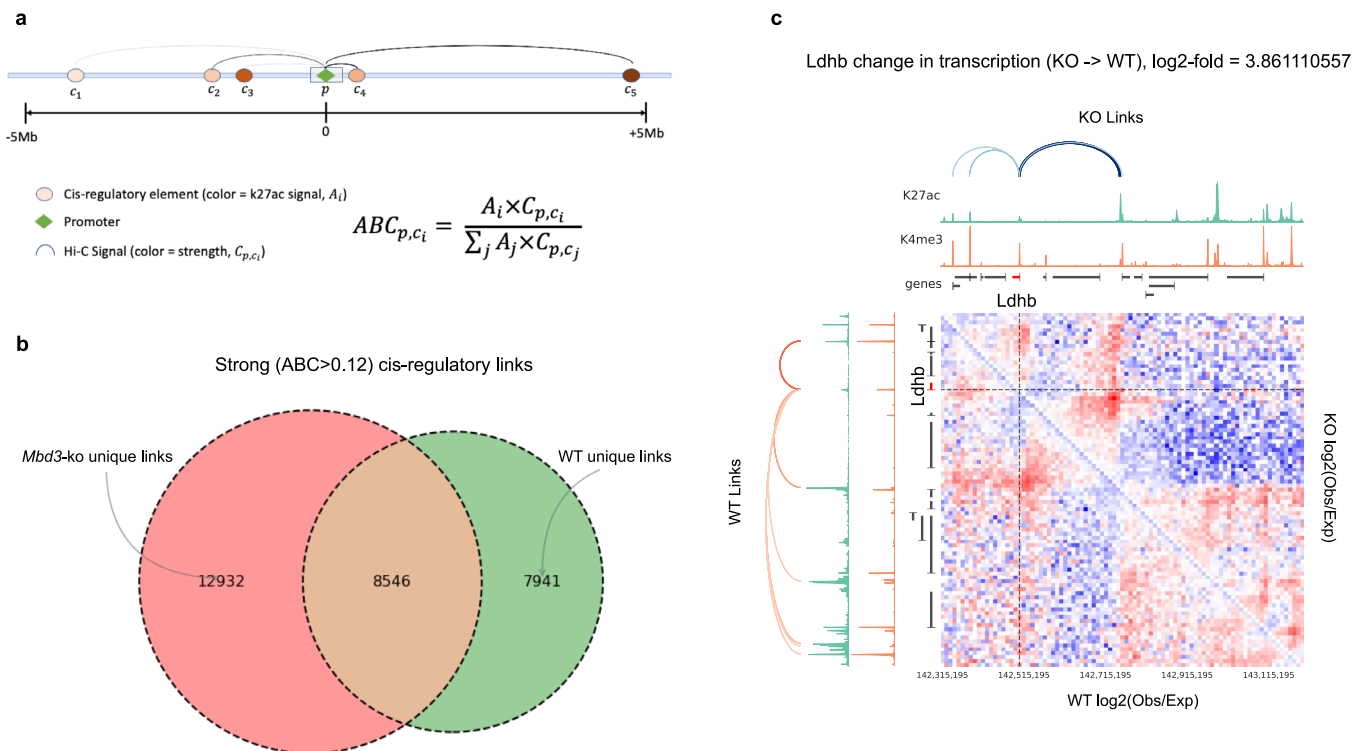 a
c₁
c₂
c₃
p
c₄
c₅
-5Mb
0
+5Mb
Cis-regulatory element (color = k27ac signal, Aᵢ)
Promoter
Hi-C Signal (color = strength, C_{p,cᵢ})
ABC_{p,cᵢ} = (Aᵢ×C_{p,cᵢ}) / (∑ⱼ Aⱼ×C_{p,cⱼ})
b
Strong (ABC>0.12) cis-regulatory links
Mbd3-ko unique links
WT unique links
12932
8546
7941
c
Ldhb change in transcription (KO -> WT), log2-fold = 3.861110557
KO Links
K27ac
K4me3
genes
Ldhb
WT Links
Ldhb
KO log2(Obs/Exp)
142,315,195
142,515,195
142,715,195
142,915,195
143,115,195
WT log2(Obs/Exp)